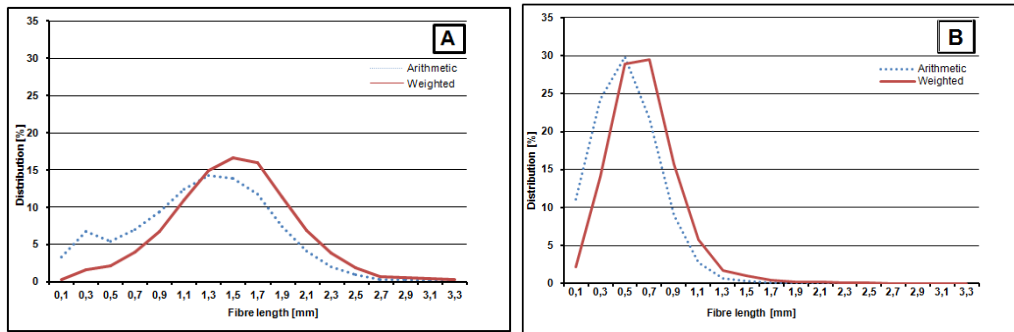 A
35
30
25
20
15
10
5
0
Distribution [%]
Arithmetic
Weighted
0,1 0,3 0,5 0,7 0,9 1,1 1,3 1,5 1,7 1,9 2,1 2,3 2,5 2,7 2,9 3,1 3,3
Fibre length [mm]
B
35
30
25
20
15
10
5
0
Distribution [%]
Arithmetic
Weighted
0,1 0,3 0,5 0,7 0,9 1,1 1,3 1,5 1,7 1,9 2,1 2,3 2,5 2,7 2,9 3,1 3,3
Fibre length [mm]